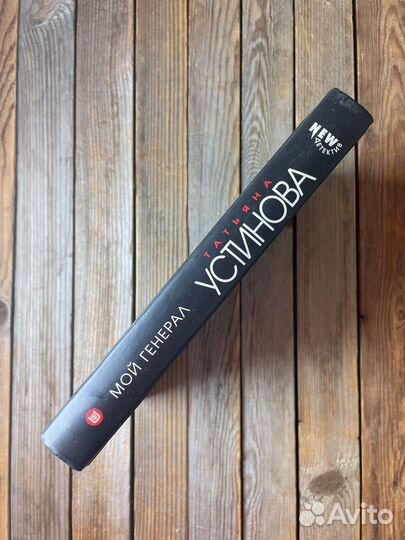 МОЙ ГЕНЕРАЛ
ТАТЬЯНА
УСТИНОВА
NEW
ДЕТЕКТИВ
Avito